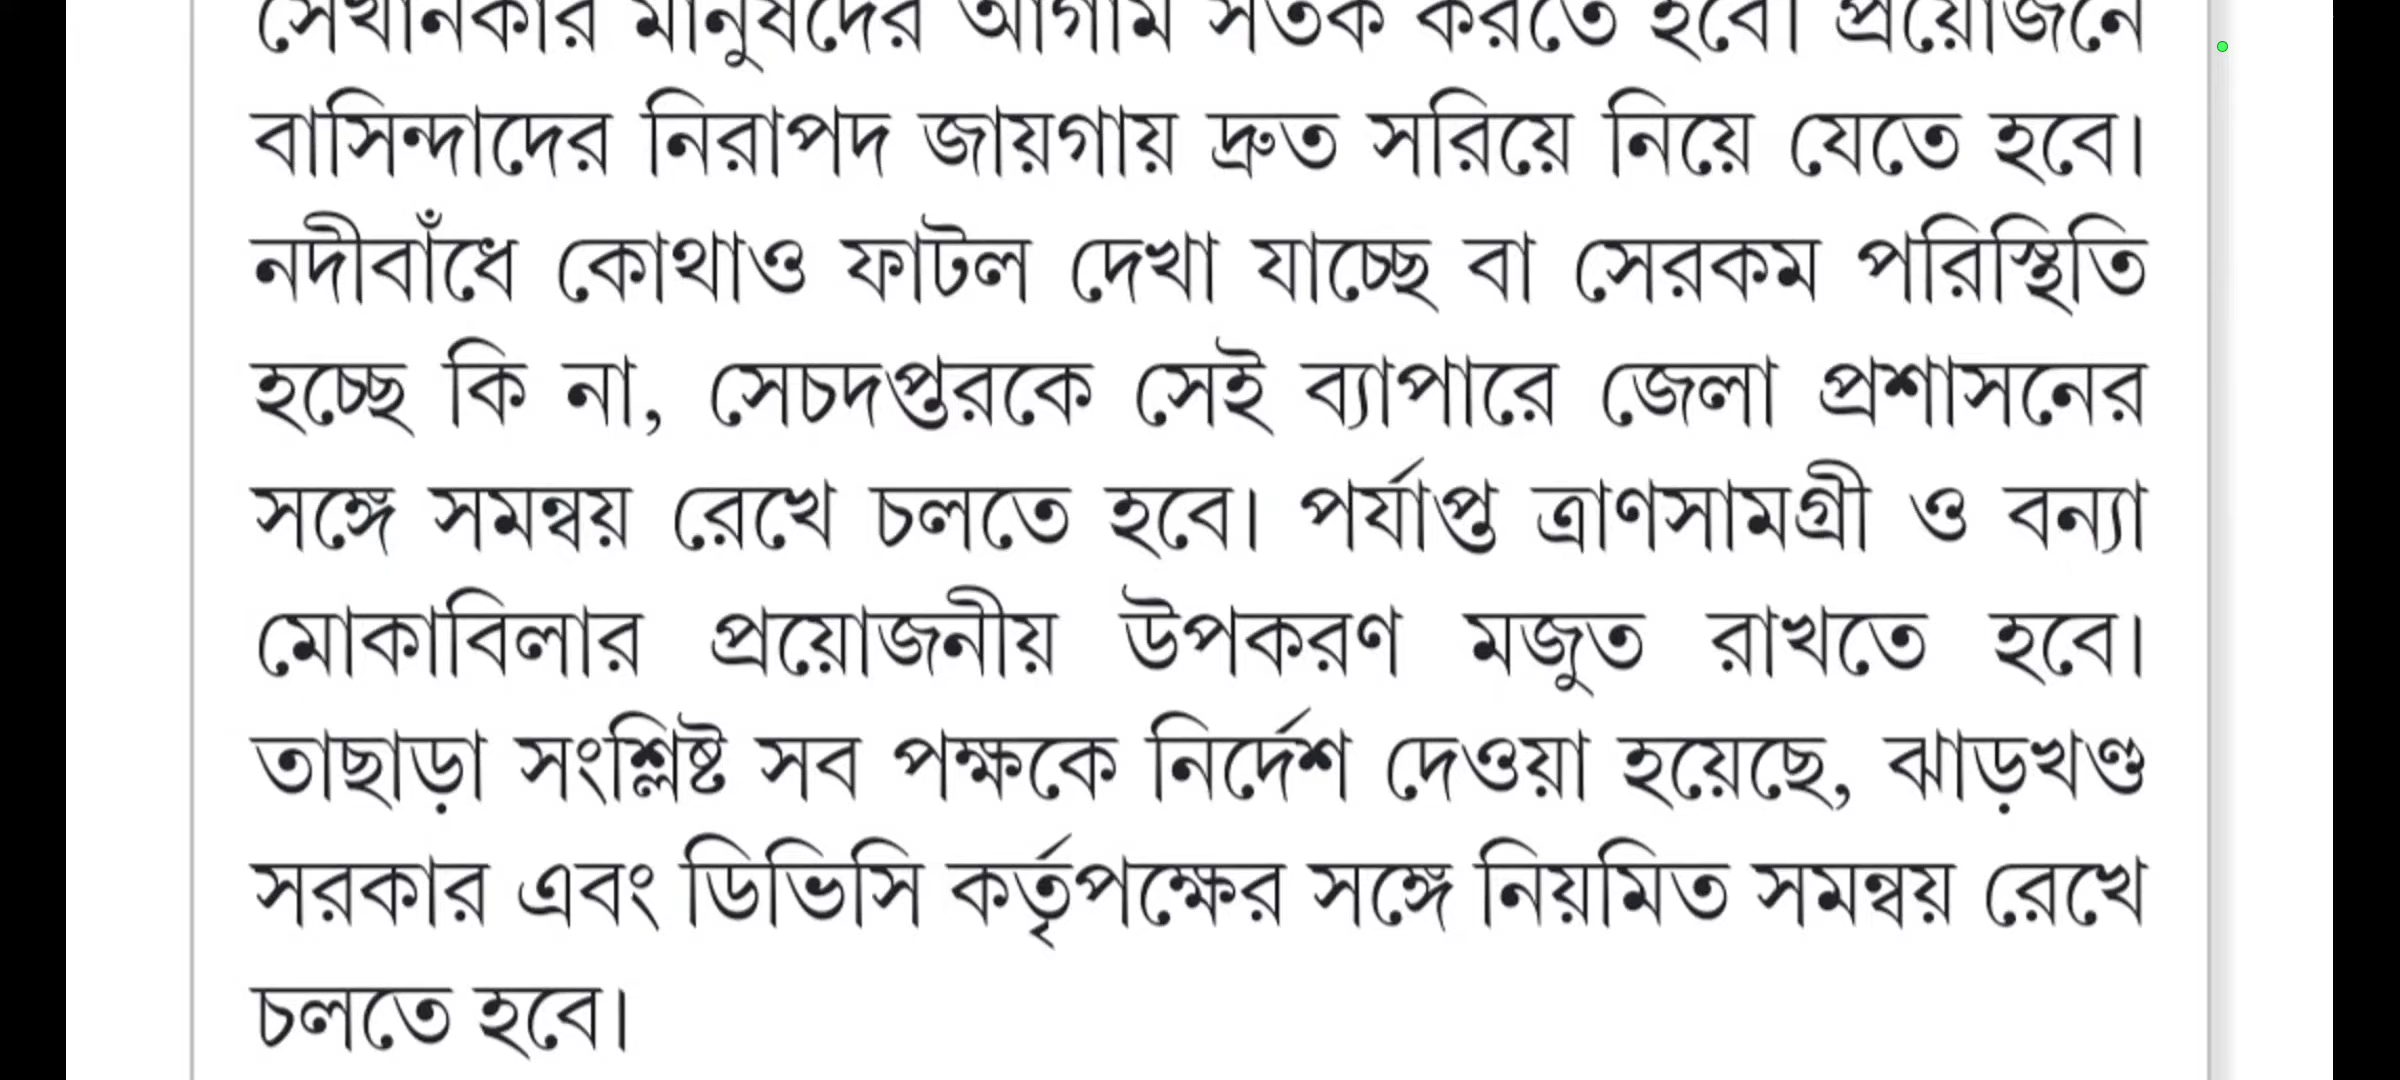 সেখানকার মানুষদের আগাম সতর্ক করতে হবে। প্রয়োজনে
বাসিন্দাদের নিরাপদ জায়গায় দ্রুত সরিয়ে নিয়ে যেতে হবে।
নদীবাঁধে কোথাও ফাটল দেখা যাচ্ছে বা সেরকম পরিস্থিতি
হচ্ছে কি না, সেচদপ্তরকে সেই ব্যাপারে জেলা প্রশাসনের
সঙ্গে সমন্বয় রেখে চলতে হবে। পর্যাপ্ত ত্রাণসামগ্রী ও বন্যা
মোকাবিলার প্রয়োজনীয় উপকরণ মজুত রাখতে হবে।
তাছাড়া সংশ্লিষ্ট সব পক্ষকে নির্দেশ দেওয়া হয়েছে, ঝাড়খণ্ড
সরকার এবং ডিভিসি কর্তৃপক্ষের সঙ্গে নিয়মিত সমন্বয় রেখে
চলতে হবে।